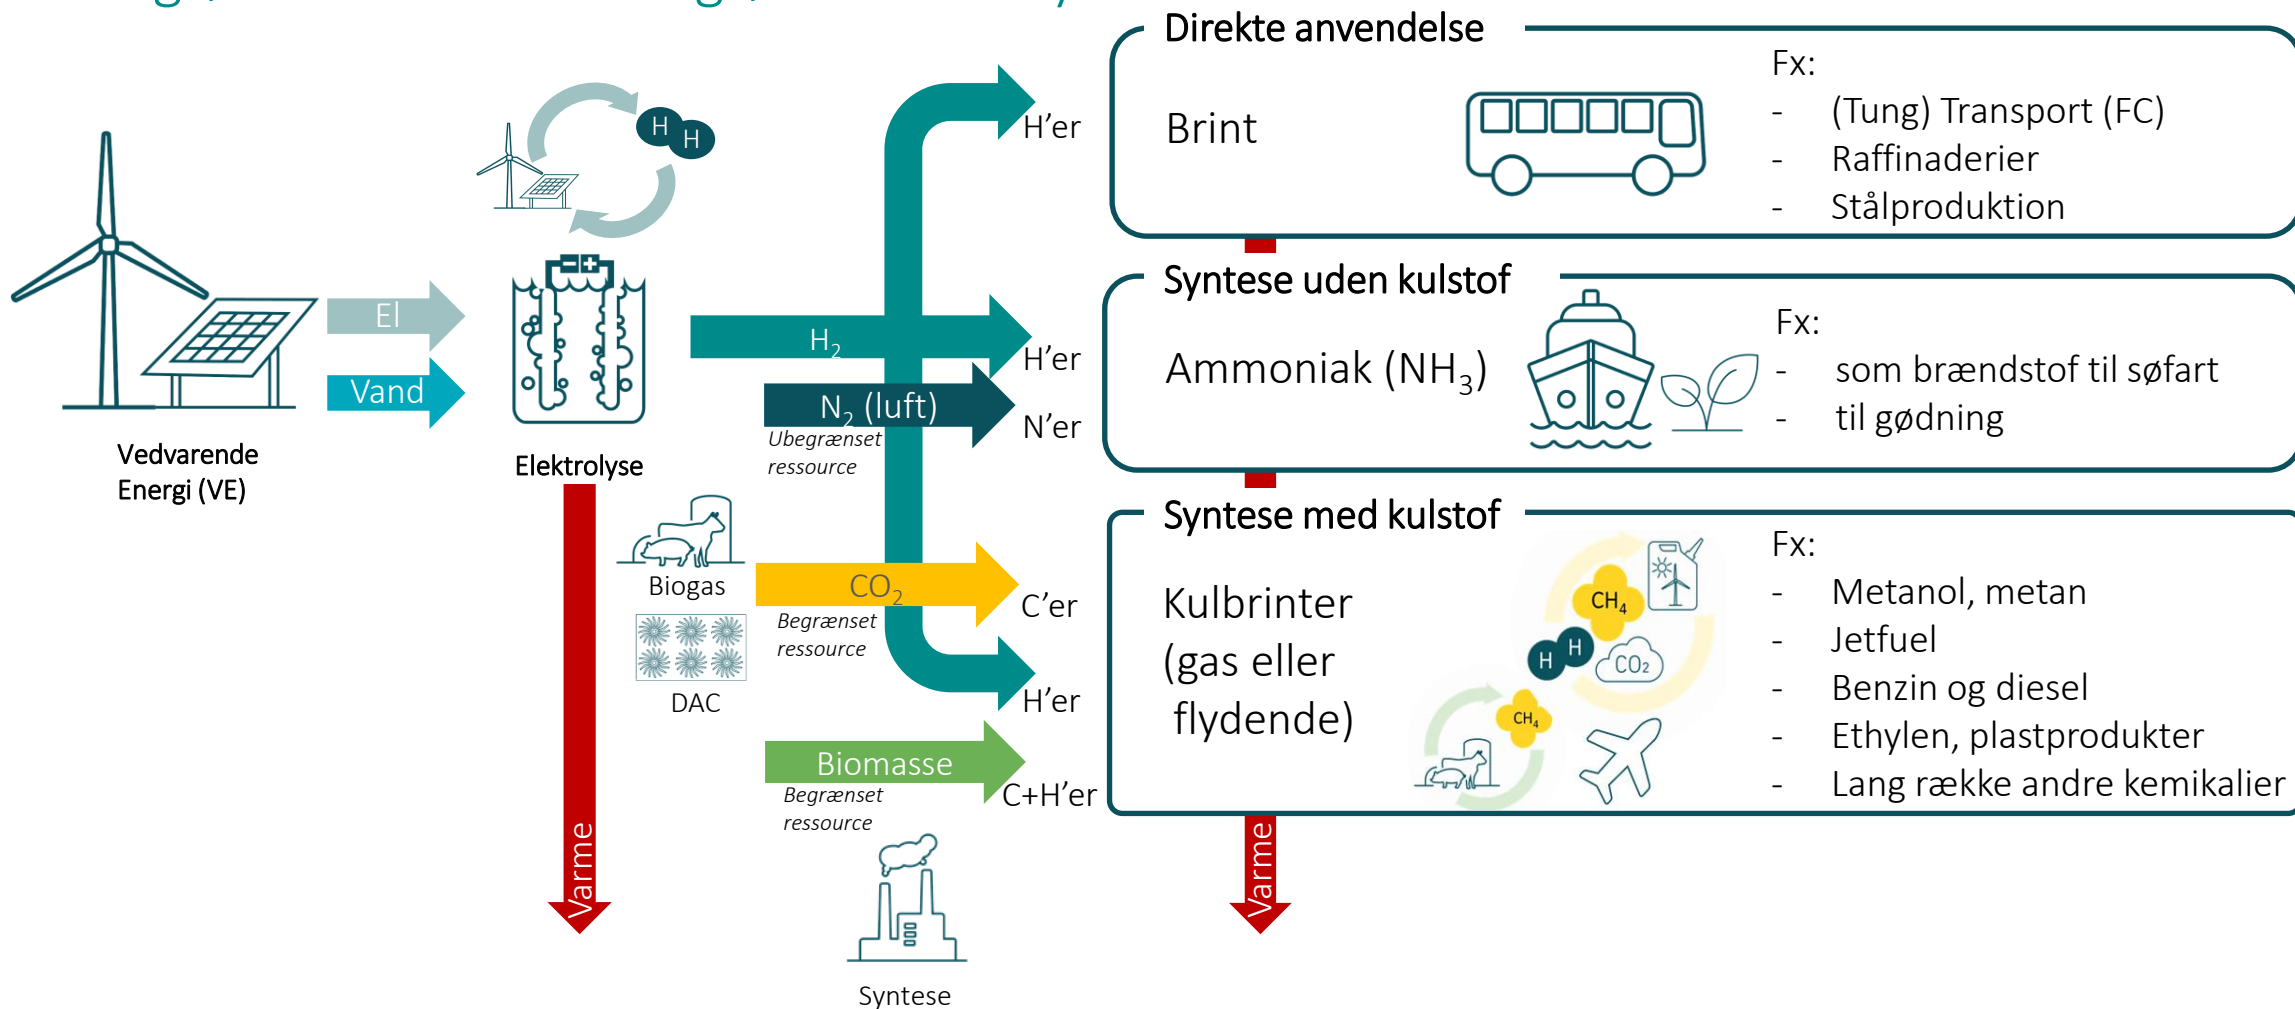 Vedvarende
Energi (VE)
El
Vand
H H
Elektrolyse
Varme
H₂
N₂ (luft)
Ubegrænset
ressource
Biogas
DAC
CO₂
Begrænset
ressource
Biomasse
Begrænset
ressource
Syntese
H'er
H'er
N'er
C'er
H'er
C+H'er
Direkte anvendelse
Brint
Fx:
- (Tung) Transport (FC)
- Raffinaderier
- Stålproduktion
Syntese uden kulstof
Ammoniak (NH₃)
Fx:
- som brændstof til søfart
- til gødning
Syntese med kulstof
Kulbrinter
(gas eller
flydende)
CH₄
H H
CO₂
CH₄
Fx:
- Metanol, metan
- Jetfuel
- Benzin og diesel
- Ethylen, plastprodukter
- Lang række andre kemikalier
Varme